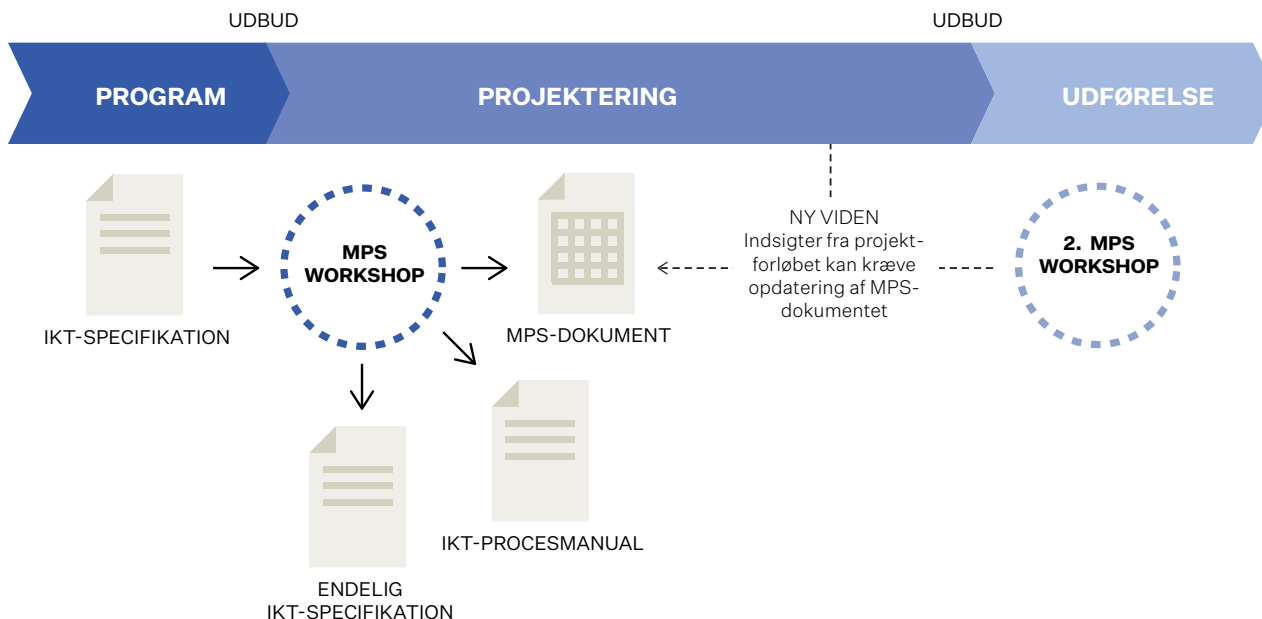 UDBUD
UDBUD
PROGRAM
PROJEKTERING
UDFØRELSE
IKT-SPECIFIKATION
MPS
WORKSHOP
MPS-DOKUMENT
NY VIDEN
Indsigter fra projekt-
forløbet kan kræve
opdatering af MPS-
dokumentet
2. MPS
WORKSHOP
IKT-PROCESMANUAL
ENDELIG
IKT-SPECIFIKATION